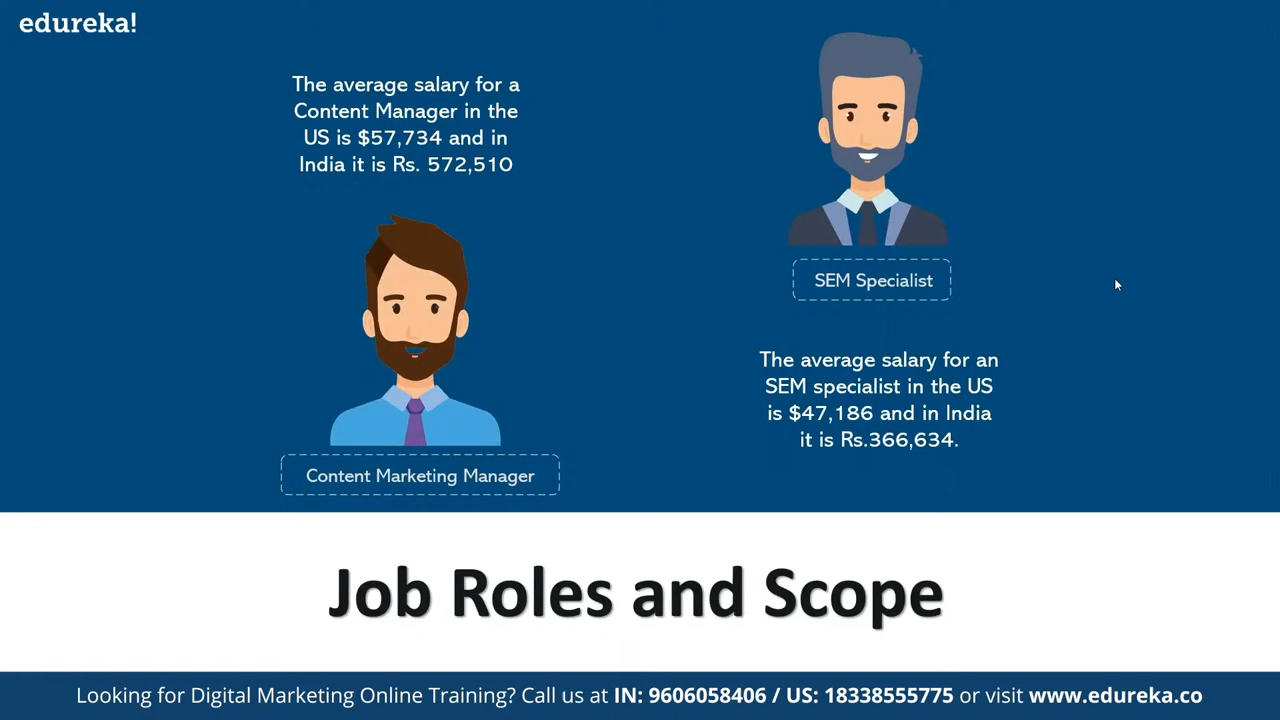 edureka!
The average salary for a
Content Manager in the
US is $57,734 and in
India it is Rs. 572,510
Content Marketing Manager
SEM Specialist
The average salary for an
SEM specialist in the US
is $47,186 and in India
it is Rs.366,634.
Job Roles and Scope
Looking for Digital Marketing Online Training? Call us at IN: 9606058406 / US: 18338555775 or visit www.edureka.co